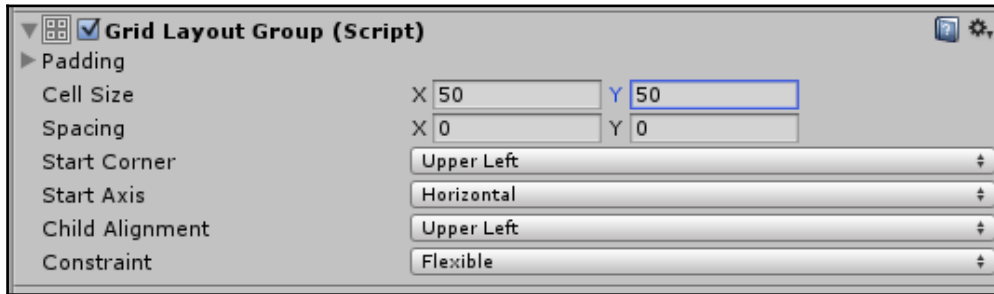 Grid Layout Group (Script)
Padding
Cell Size X 50 Y 50
Spacing X 0 Y 0
Start Corner Upper Left
Start Axis Horizontal
Child Alignment Upper Left
Constraint Flexible